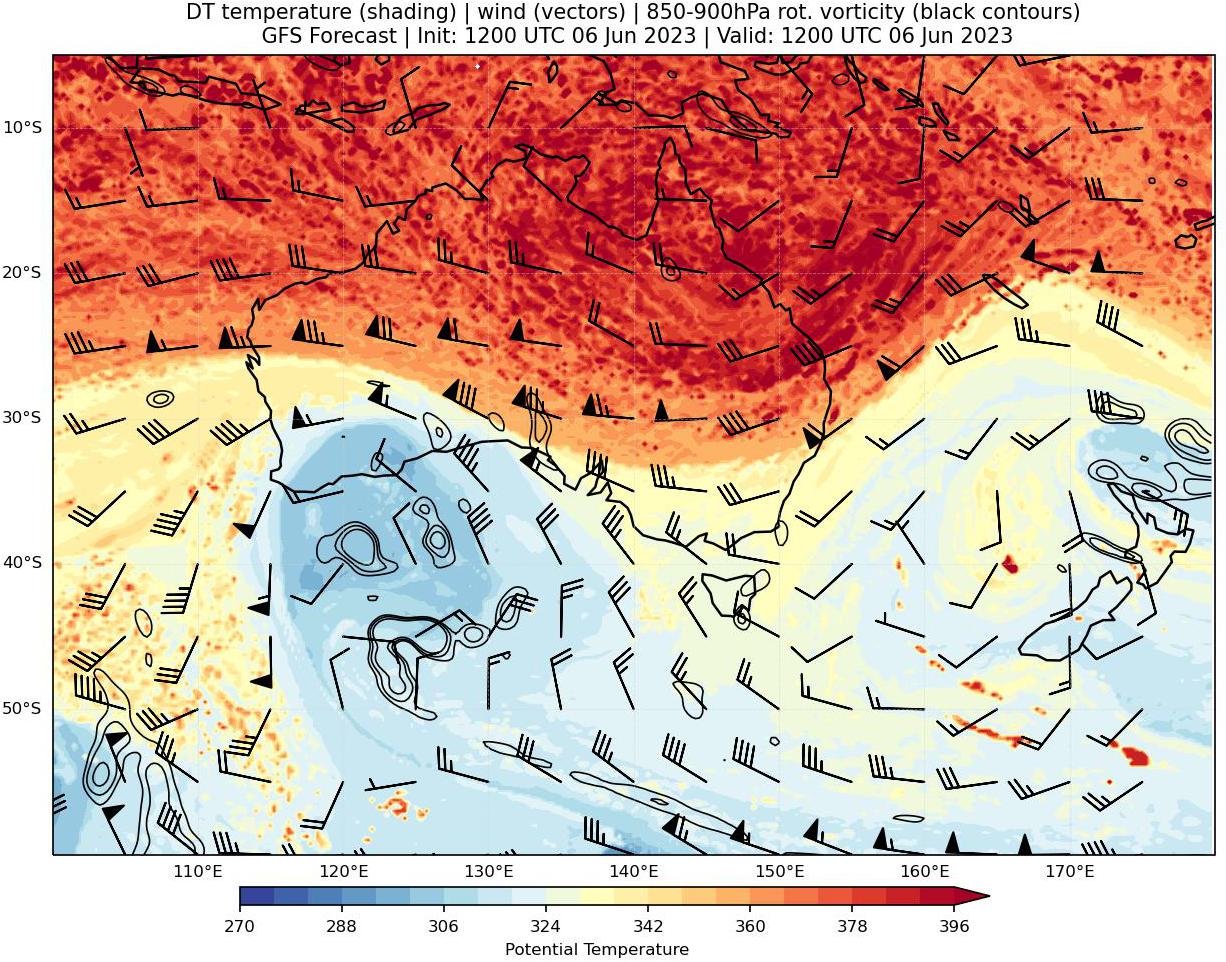 DT temperature (shading) | wind (vectors) | 850-900hPa rot. vorticity (black contours)
GFS Forecast | Init: 1200 UTC 06 Jun 2023 | Valid: 1200 UTC 06 Jun 2023
10°S
20°S
30°S
40°S
50°S
110°E 120°E 130°E 140°E 150°E 160°E 170°E
270 288 306 324 342 360 378 396
Potential Temperature